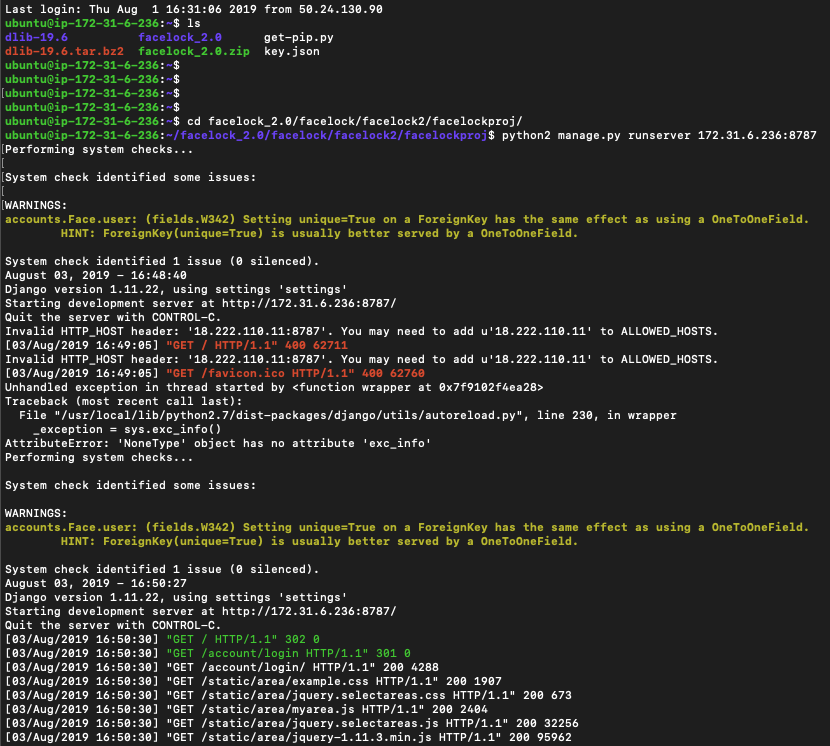 Last login: Thu Aug  1 16:31:06 2019 from 50.24.130.90
ubuntu@ip-172-31-6-236:~$ ls
dlib-19.6          facelock_2.0      get-pip.py
dlib-19.6.tar.bz2  facelock_2.0.zip  key.json
ubuntu@ip-172-31-6-236:~$
ubuntu@ip-172-31-6-236:~$
ubuntu@ip-172-31-6-236:~$
ubuntu@ip-172-31-6-236:~$
ubuntu@ip-172-31-6-236:~$ cd facelock_2.0/facelock/facelock2/facelockproj/
ubuntu@ip-172-31-6-236:~/facelock_2.0/facelock/facelock2/facelockproj$ python2 manage.py runserver 172.31.6.236:8787
Performing system checks...

System check identified some issues:

WARNINGS:
accounts.Face.user: (fields.W342) Setting unique=True on a ForeignKey has the same effect as using a OneToOneField.
        HINT: ForeignKey(unique=True) is usually better served by a OneToOneField.

System check identified 1 issue (0 silenced).
August 03, 2019 - 16:48:40
Django version 1.11.22, using settings 'settings'
Starting development server at http://172.31.6.236:8787/
Quit the server with CONTROL-C.
Invalid HTTP_HOST header: '18.222.110.11:8787'. You may need to add u'18.222.110.11' to ALLOWED_HOSTS.
[03/Aug/2019 16:49:05] "GET / HTTP/1.1" 400 62711
Invalid HTTP_HOST header: '18.222.110.11:8787'. You may need to add u'18.222.110.11' to ALLOWED_HOSTS.
[03/Aug/2019 16:49:05] "GET /favicon.ico HTTP/1.1" 400 62760
Unhandled exception in thread started by <function wrapper at 0x7f9102f4ea28>
Traceback (most recent call last):
  File "/usr/local/lib/python2.7/dist-packages/django/utils/autoreload.py", line 230, in wrapper
    _exception = sys.exc_info()
AttributeError: 'NoneType' object has no attribute 'exc_info'
Performing system checks...

System check identified some issues:

WARNINGS:
accounts.Face.user: (fields.W342) Setting unique=True on a ForeignKey has the same effect as using a OneToOneField.
        HINT: ForeignKey(unique=True) is usually better served by a OneToOneField.

System check identified 1 issue (0 silenced).
August 03, 2019 - 16:50:27
Django version 1.11.22, using settings 'settings'
Starting development server at http://172.31.6.236:8787/
Quit the server with CONTROL-C.
[03/Aug/2019 16:50:30] "GET / HTTP/1.1" 302 0
[03/Aug/2019 16:50:30] "GET /account/login HTTP/1.1" 301 0
[03/Aug/2019 16:50:30] "GET /account/login/ HTTP/1.1" 200 4288
[03/Aug/2019 16:50:30] "GET /static/area/example.css HTTP/1.1" 200 1907
[03/Aug/2019 16:50:30] "GET /static/area/jquery.selectareas.css HTTP/1.1" 200 673
[03/Aug/2019 16:50:30] "GET /static/area/myarea.js HTTP/1.1" 200 2404
[03/Aug/2019 16:50:30] "GET /static/area/jquery.selectareas.js HTTP/1.1" 200 32256
[03/Aug/2019 16:50:30] "GET /static/area/jquery-1.11.3.min.js HTTP/1.1" 200 95962